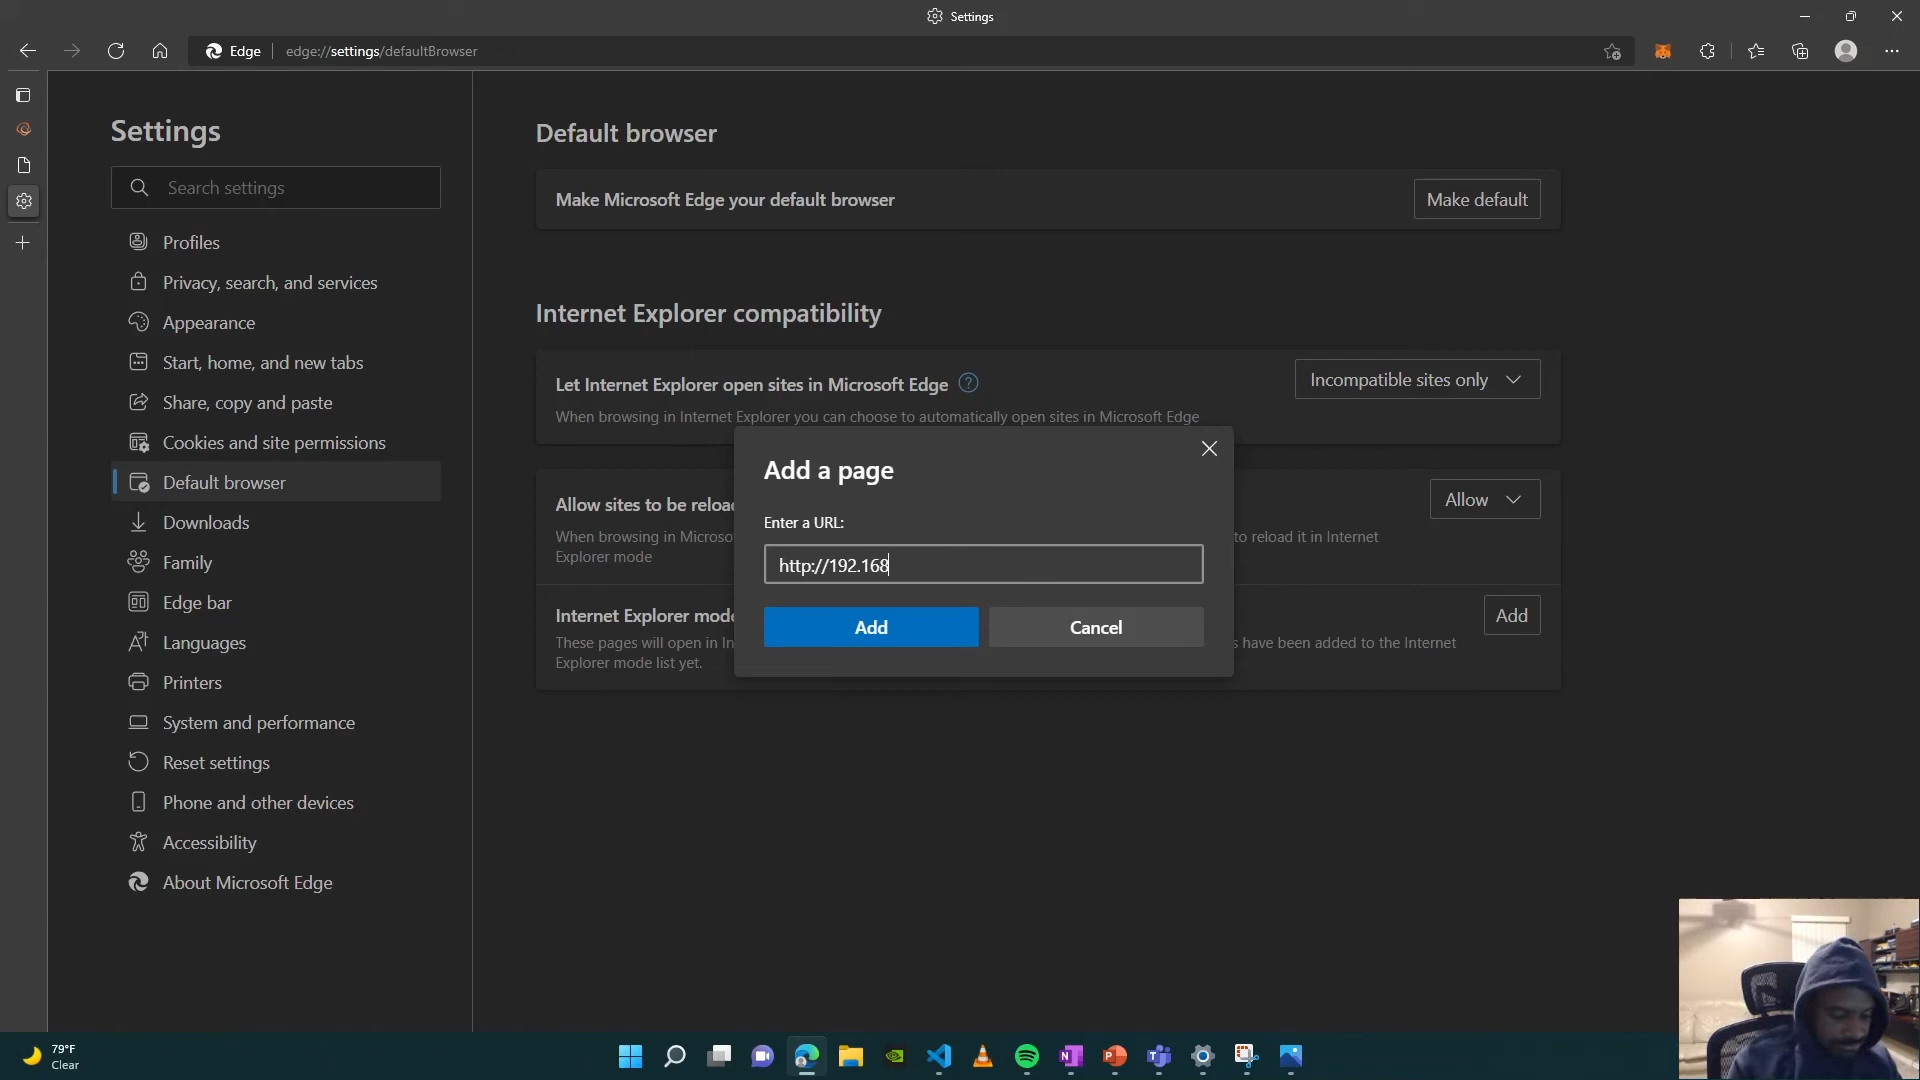 Settings
Edge
edge://settings/defaultBrowser
Settings
Search settings
Profiles
Privacy, search, and services
Appearance
Start, home, and new tabs
Share, copy and paste
Cookies and site permissions
Default browser
Downloads
Family
Edge bar
Languages
Printers
System and performance
Reset settings
Phone and other devices
Accessibility
About Microsoft Edge
Default browser
Make Microsoft Edge your default browser
Make default
Internet Explorer compatibility
Let Internet Explorer open sites in Microsoft Edge
Incompatible sites only
When browsing in Internet Explorer you can choose to automatically open sites in Microsoft Edge
Allow sites to be reloa
Allow
When browsing in Microso
to reload it in Internet
Explorer mode
Internet Explorer mode
Add
These pages will open in In
s have been added to the Internet
Explorer mode list yet.
Add a page
Enter a URL:
http://192.168
Add
Cancel
79°F
Clear